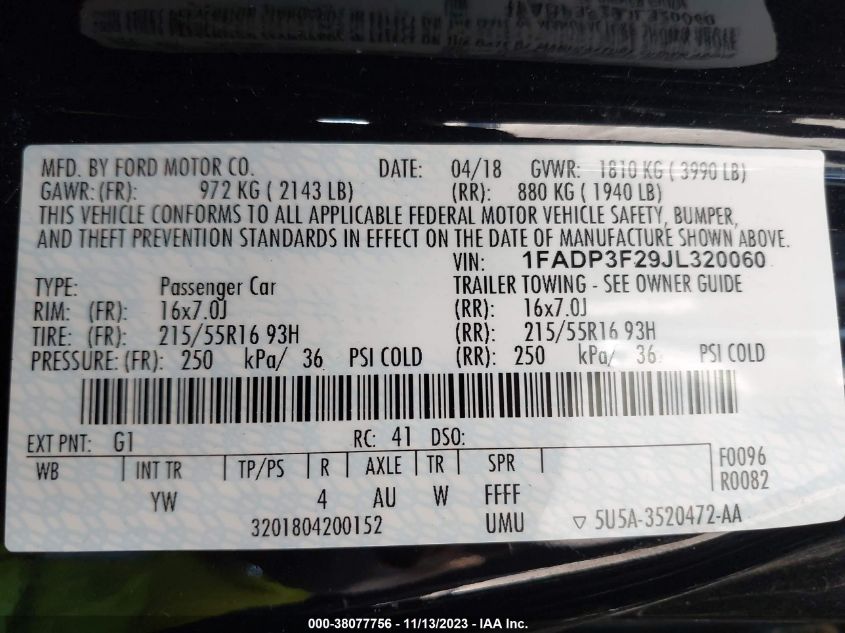 MFD. BY FORD MOTOR CO. DATE: 04/18 GVWR: 1810 KG ( 3990 LB)
GAWR: (FR): 972 KG ( 2143 LB) (RR): 880 KG ( 1940 LB)
THIS VEHICLE CONFORMS TO ALL APPLICABLE FEDERAL MOTOR VEHICLE SAFETY, BUMPER,
AND THEFT PREVENTION STANDARDS IN EFFECT ON THE DATE OF MANUFACTURE SHOWN ABOVE.
VIN: 1FADP3F29JL320060
TYPE: Passenger Car TRAILER TOWING - SEE OWNER GUIDE
RIM: (FR): 16x7.0J (RR): 16x7.0J
TIRE: (FR): 215/55R16 93H (RR): 215/55R16 93H
PRESSURE: (FR): 250 kPa/ 36 PSI COLD (RR): 250 kPa/ 36 PSI COLD
EXT PNT: G1 RC: 41 DSO:
WB INT TR TP/PS R AXLE TR SPR F0096
YW 4 AU W FFFF R0082
3201804200152 UMU ▽ 5U5A-3520472-AA
000-38077756 - 11/13/2023 - IAA Inc.